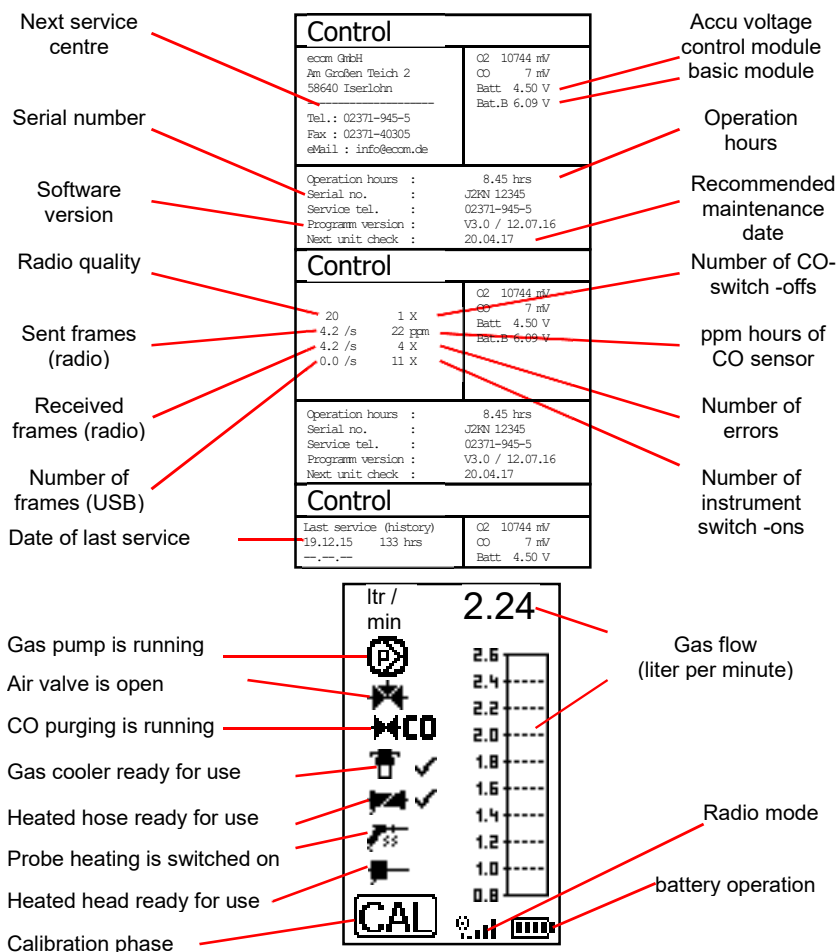 Next service
centre
Serial number
Software
version
Radio quality
Sent frames
(radio)
Received
frames (radio)
Number of
frames (USB)
Date of last service
Control
ecom GmbH
Am Großen Teich 2
58640 Iserlohn
--------------------
Tel.: 02371-945-5
Fax : 02371-40305
eMail : info@ecom.de
O2 10744 mV
CO 7 mV
Batt 4.50 V
Bat.B 6.09 V
Operation hours : 8.45 hrs
Serial no. : J2KN 12345
Service tel. : 02371-945-5
Programm version : V3.0 / 12.07.16
Next unit check : 20.04.17
Control
20 1 X
4.2 /s 22 ppm
4.2 /s 4 X
0.0 /s 11 X
O2 10744 mV
CO 7 mV
Batt 4.50 V
Bat.B 6.09 V
Operation hours : 8.45 hrs
Serial no. : J2KN 12345
Service tel. : 02371-945-5
Programm version : V3.0 / 12.07.16
Next unit check : 20.04.17
Control
Last service (history)
19.12.15 133 hrs
--.--.--
O2 10744 mV
CO 7 mV
Batt 4.50 V
Accu voltage
control module
basic module
Operation
hours
Recommended
maintenance
date
Number of CO-
switch -offs
ppm hours of
CO sensor
Number of
errors
Number of
instrument
switch -ons
Gas pump is running
Air valve is open
CO purging is running
Gas cooler ready for use
Heated hose ready for use
Probe heating is switched on
Heated head ready for use
Calibration phase
ltr /
min
2.24
P
CO
CAL
2.6
2.4
2.2
2.0
1.8
1.6
1.4
1.2
1.0
0.8
Gas flow
(liter per minute)
Radio mode
battery operation